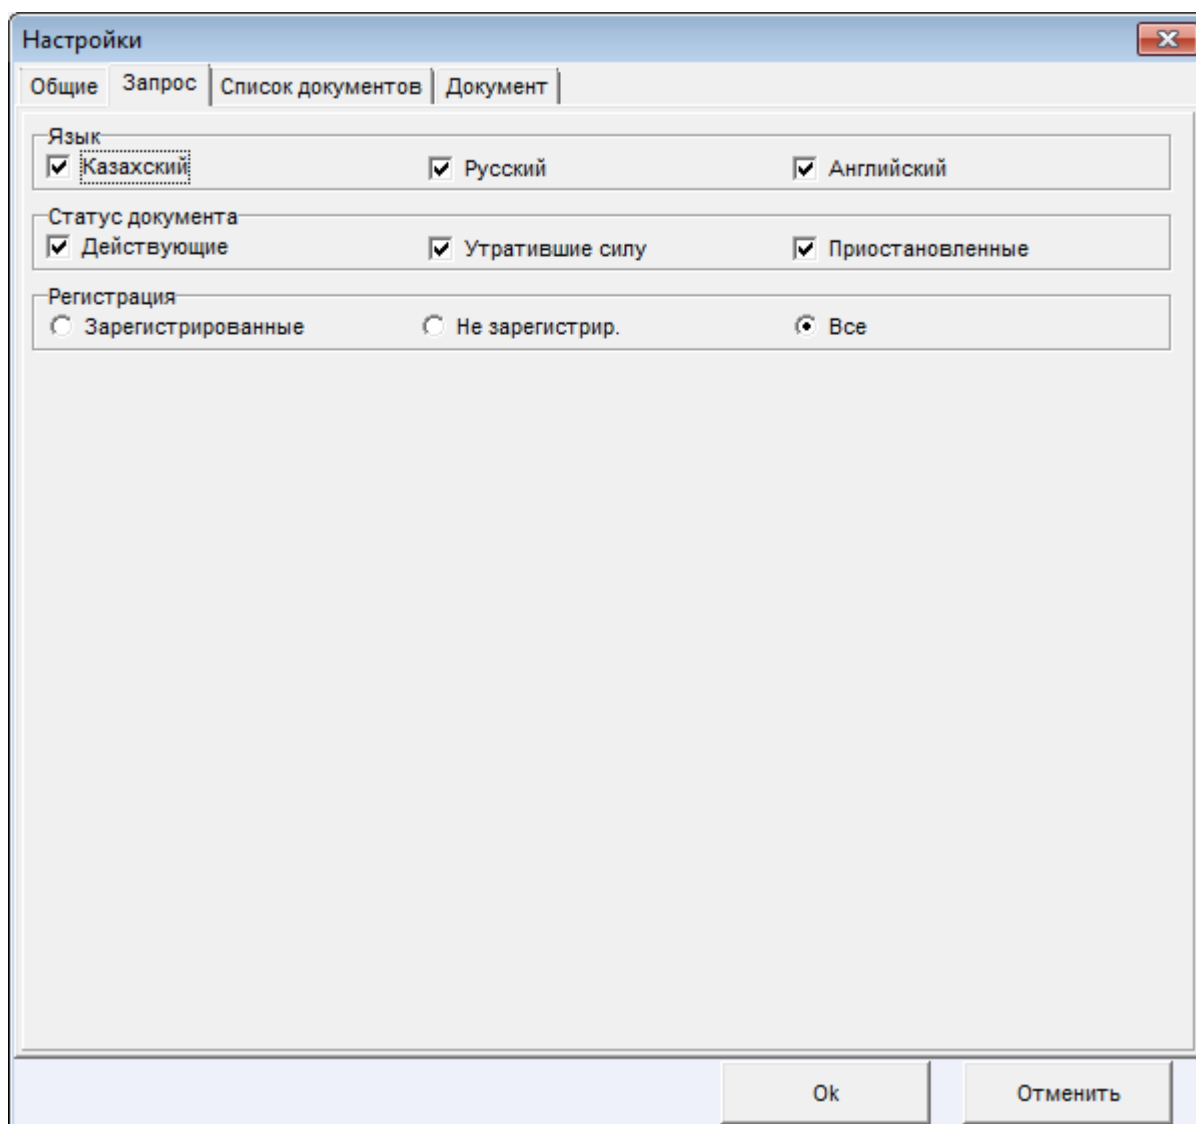 Настройки
Общие Запрос Список документов Документ
Язык
Казахский Русский Английский
Статус документа
Действующие Утратившие силу Приостановленные
Регистрация
Зарегистрированные Не зарегистрир. Все
Ok Отменить